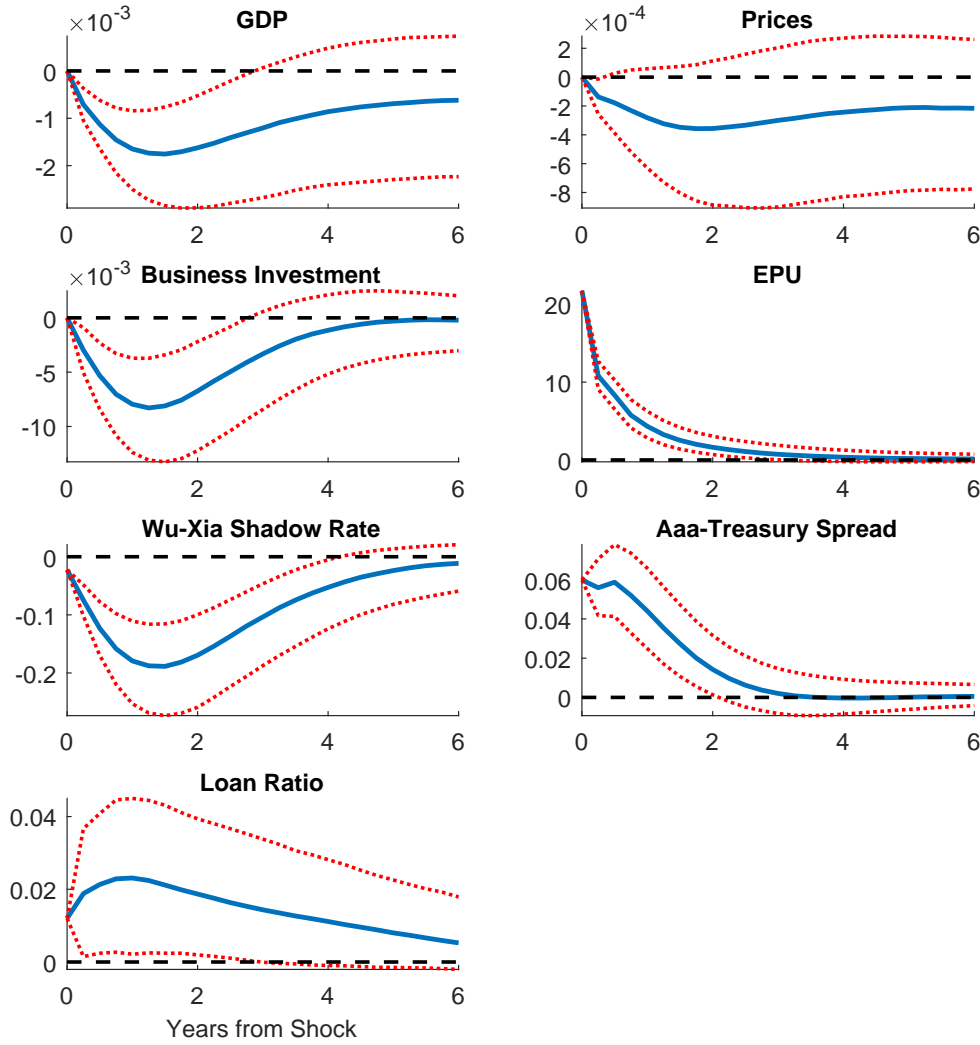 ×10-3
GDP
0
-1
-2
0 2 4 6
×10-4
Prices
2
0
-2
-4
-6
-8
0 2 4 6
×10-3
Business Investment
0
-5
-10
0 2 4 6
EPU
20
10
0
0 2 4 6
Wu-Xia Shadow Rate
0
-0.1
-0.2
0 2 4 6
Aaa-Treasury Spread
0.06
0.04
0.02
0
0 2 4 6
Loan Ratio
0.04
0.02
0
0 2 4 6
Years from Shock